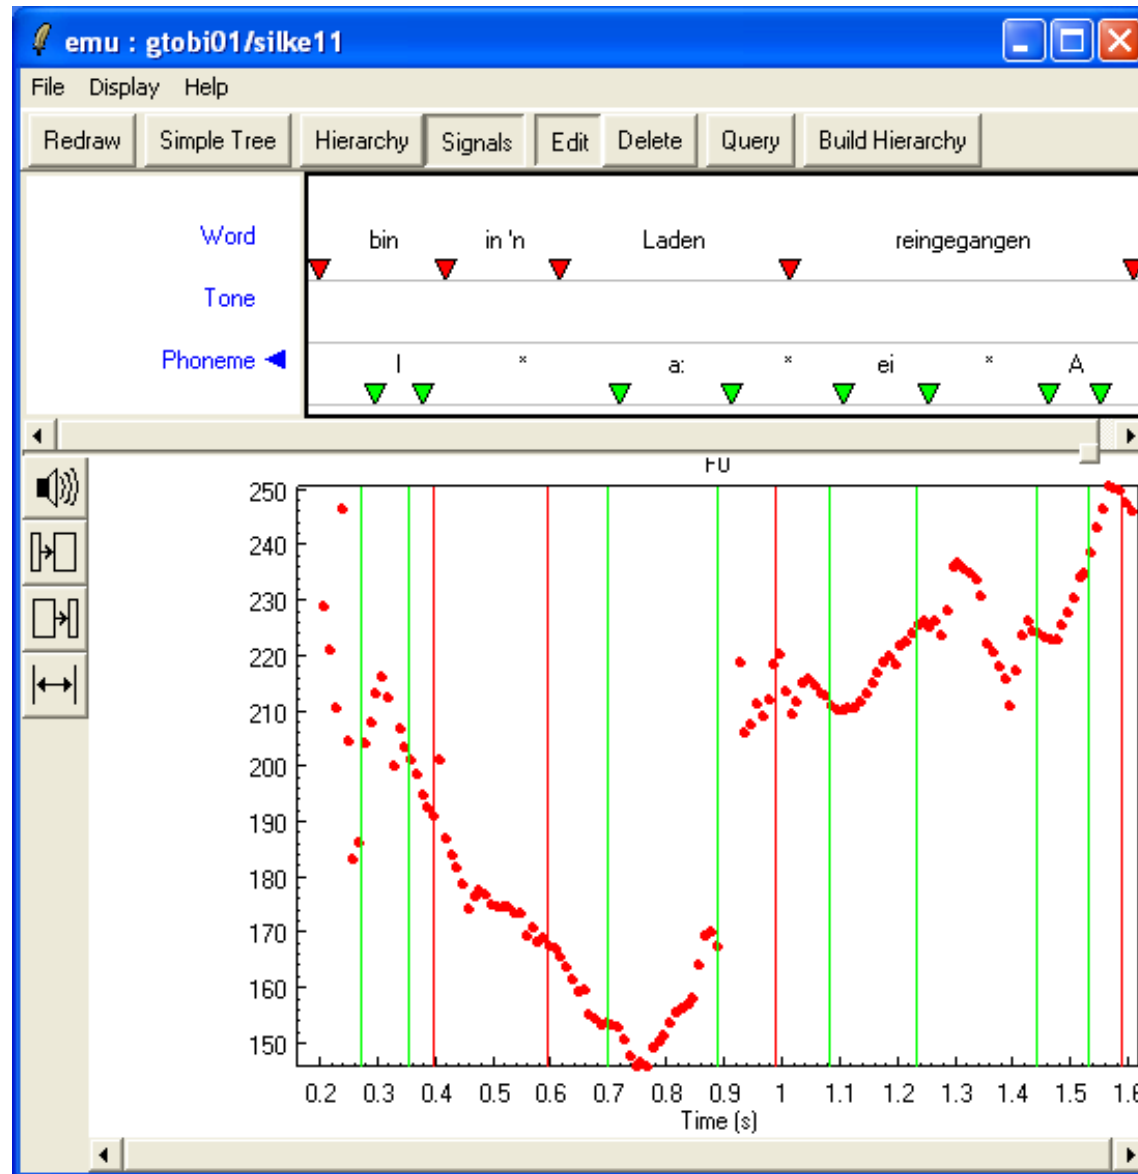 emu : gtobi01/silke11
File Display Help
Redraw Simple Tree Hierarchy Signals Edit Delete Query Build Hierarchy
Word bin in 'n Laden reingegangen
Tone
Phoneme I * a: * ei * A
F0
250
240
230
220
210
200
190
180
170
160
150
0.2 0.3 0.4 0.5 0.6 0.7 0.8 0.9 1 1.1 1.2 1.3 1.4 1.5 1.6
Time (s)